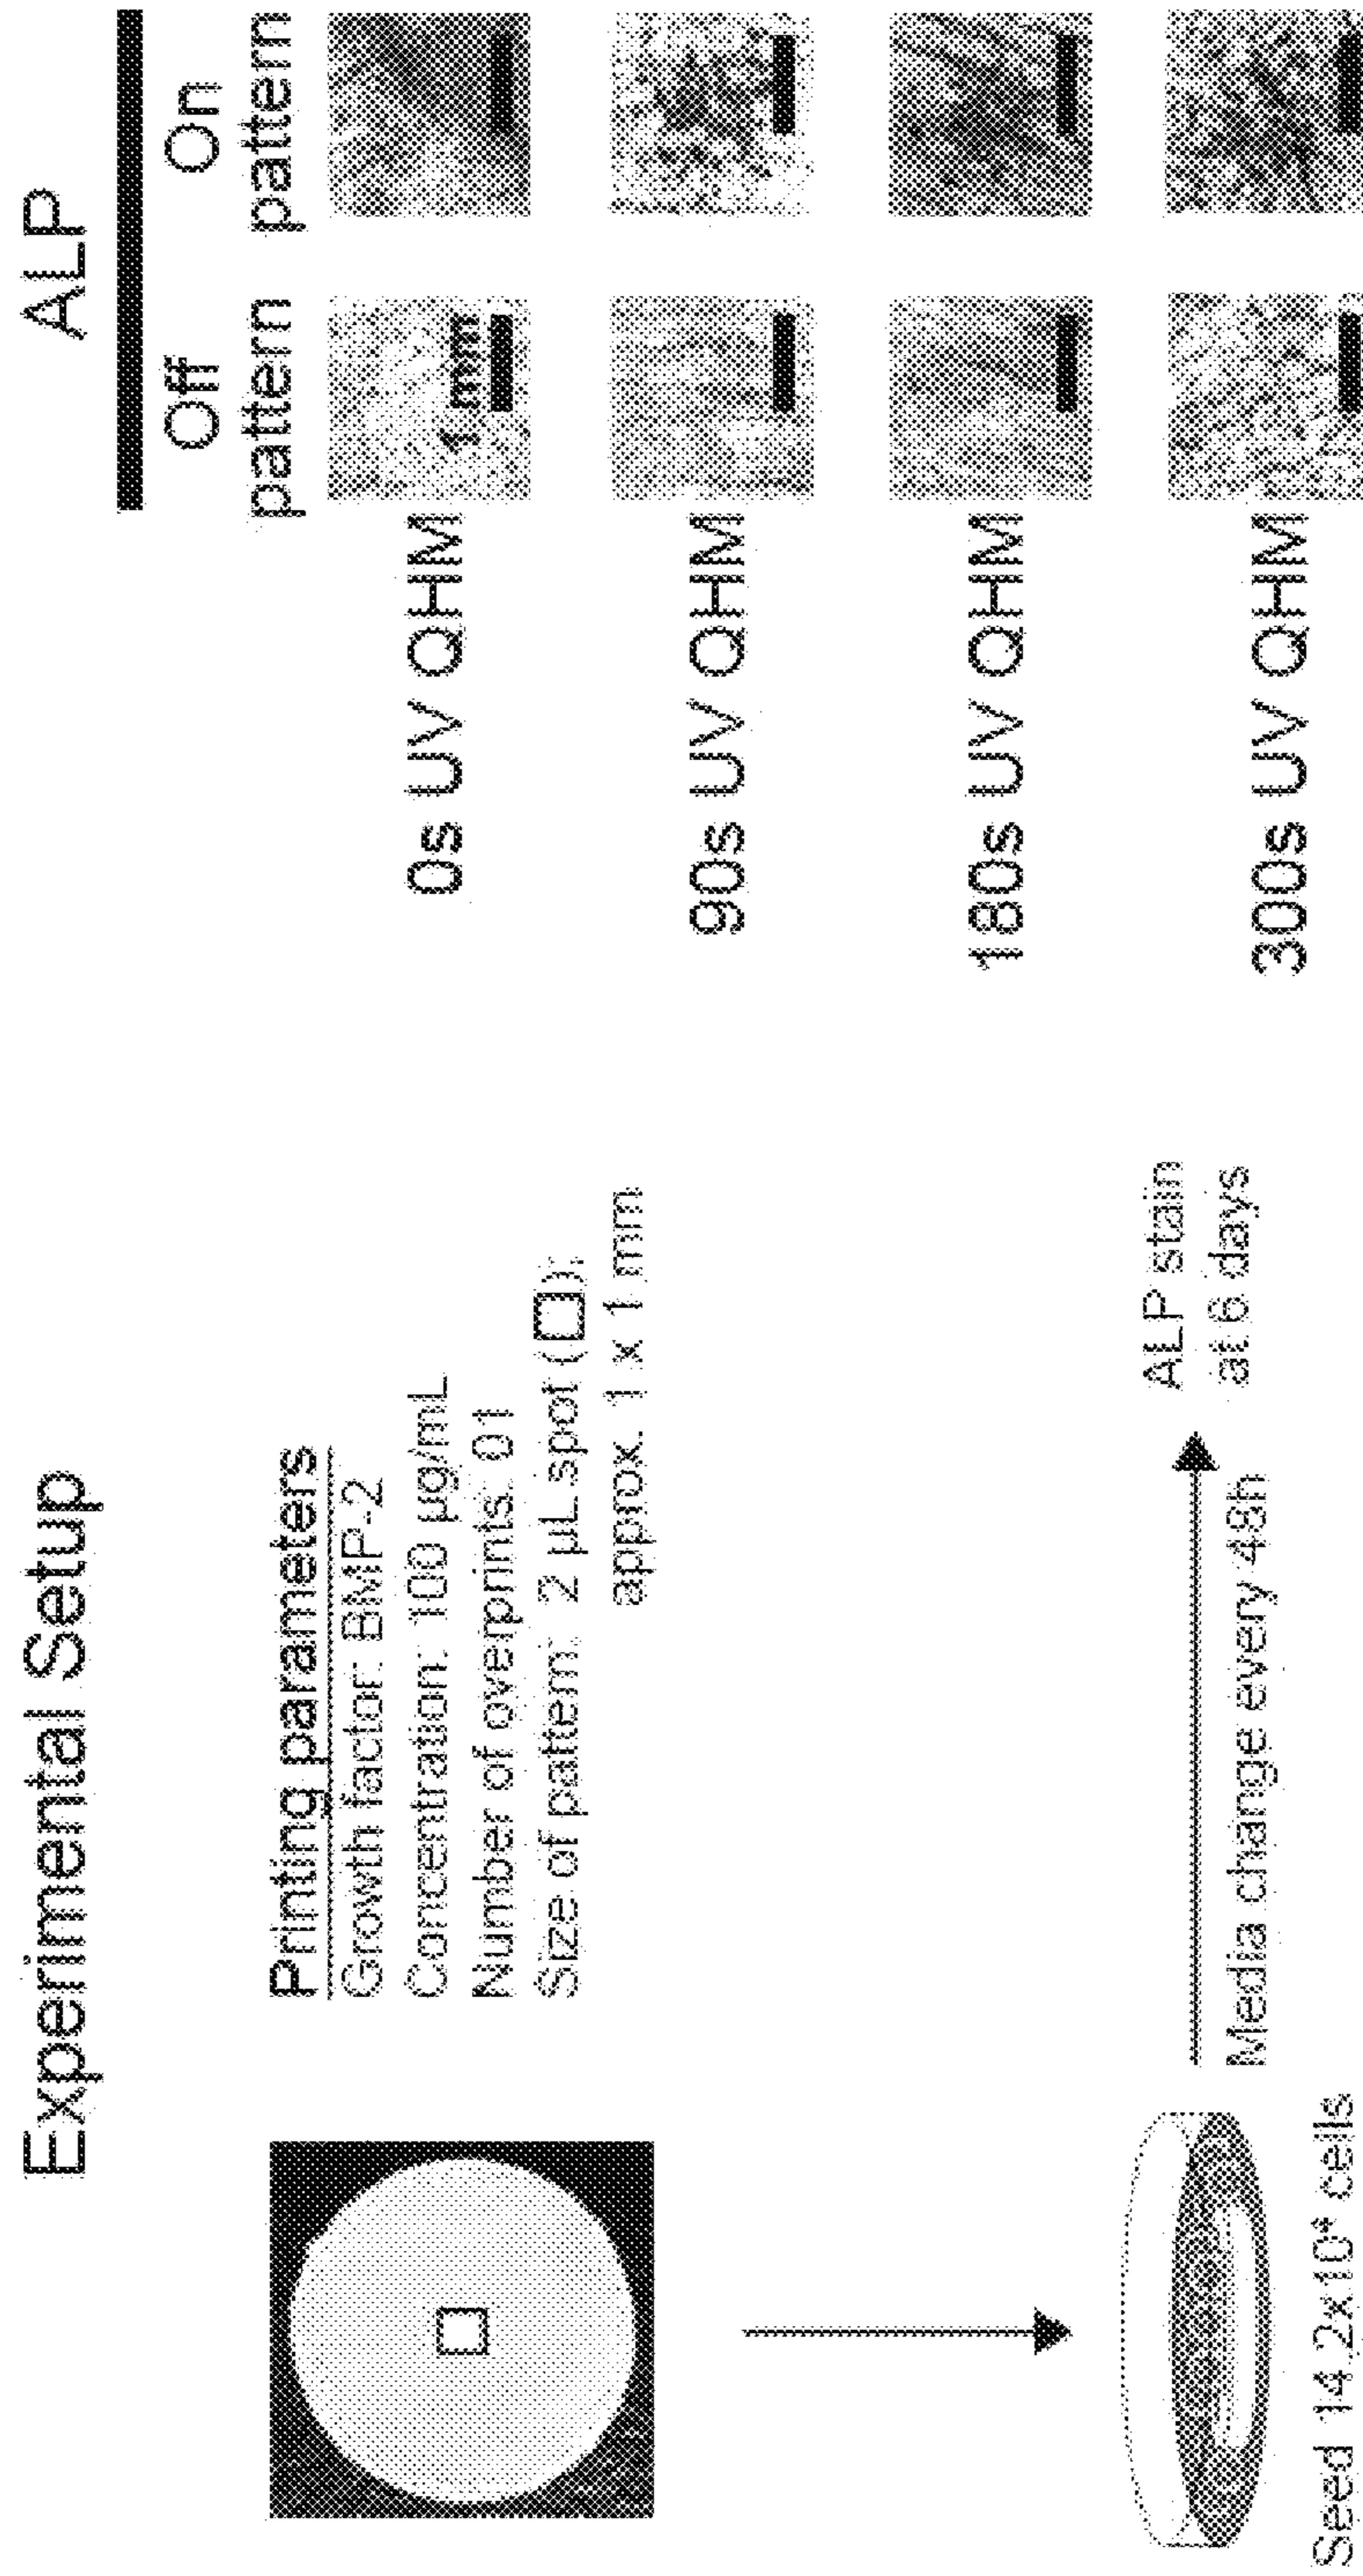 Experimental Setup
Printing parameters
Growth factor: BMP-2
Concentration: 100 µg/mL
Number of overprints: 01
Size of pattern: 2 µL spot (□);
approx. 1 x 1 mm
Seed 14.2x10⁴ cells
Media change every 48h
ALP stain
at 6 days
ALP
Off
pattern
On
pattern
0s UV QHM
1 mm
90s UV QHM
180s UV QHM
300s UV QHM